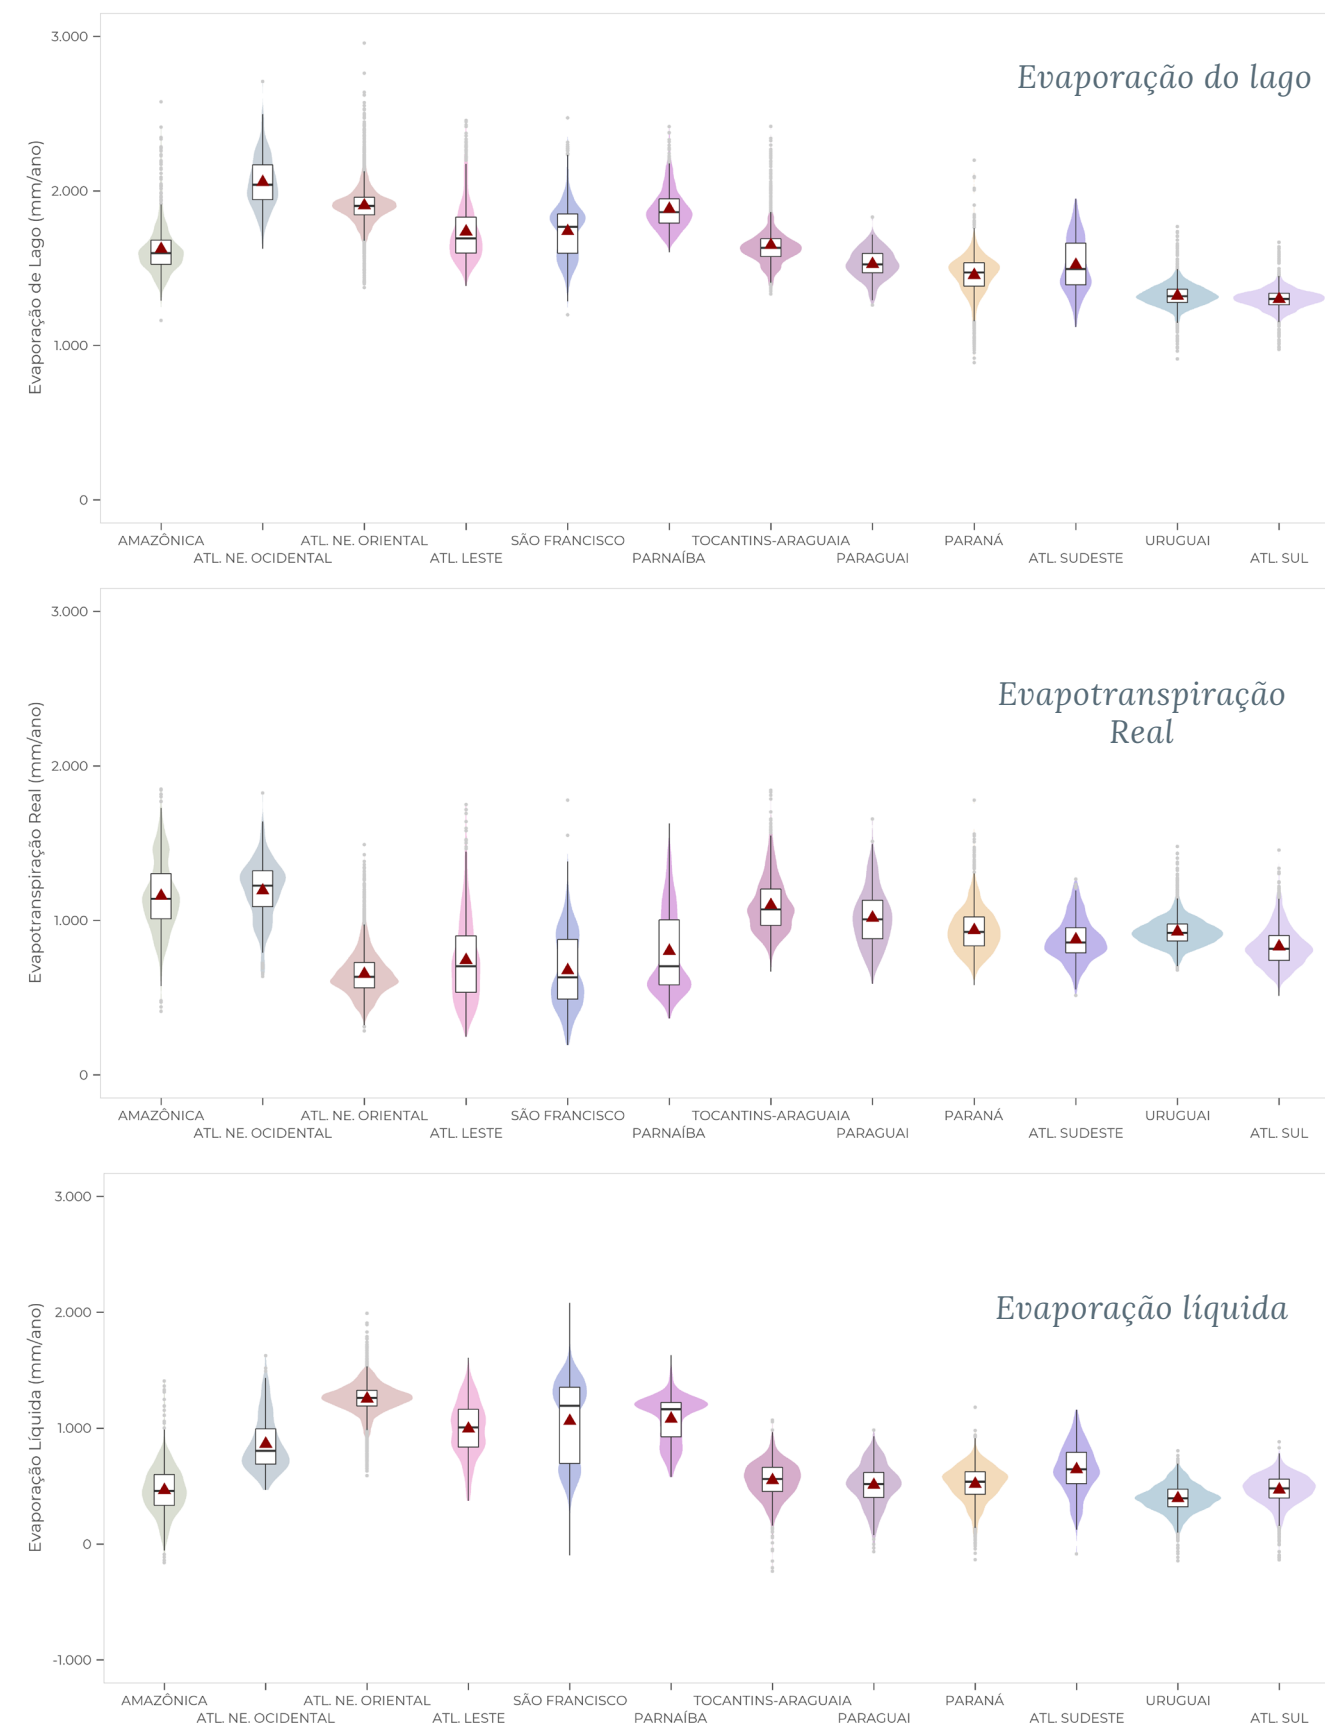 Evaporação do lago
Evaporação de Lago (mm/ano)
3.000
2.000
1.000
0
AMAZÔNICA
ATL. NE. OCIDENTAL
ATL. NE. ORIENTAL
ATL. LESTE
SÃO FRANCISCO
PARNAÍBA
TOCANTINS-ARAGUAIA
PARAGUAI
PARANÁ
ATL. SUDESTE
URUGUAI
ATL. SUL
Evapotranspiração
Real
Evapotranspiração Real (mm/ano)
3.000
2.000
1.000
0
AMAZÔNICA
ATL. NE. OCIDENTAL
ATL. NE. ORIENTAL
ATL. LESTE
SÃO FRANCISCO
PARNAÍBA
TOCANTINS-ARAGUAIA
PARAGUAI
PARANÁ
ATL. SUDESTE
URUGUAI
ATL. SUL
Evaporação líquida
Evaporação Líquida (mm/ano)
3.000
2.000
1.000
0
-1.000
AMAZÔNICA
ATL. NE. OCIDENTAL
ATL. NE. ORIENTAL
ATL. LESTE
SÃO FRANCISCO
PARNAÍBA
TOCANTINS-ARAGUAIA
PARAGUAI
PARANÁ
ATL. SUDESTE
URUGUAI
ATL. SUL